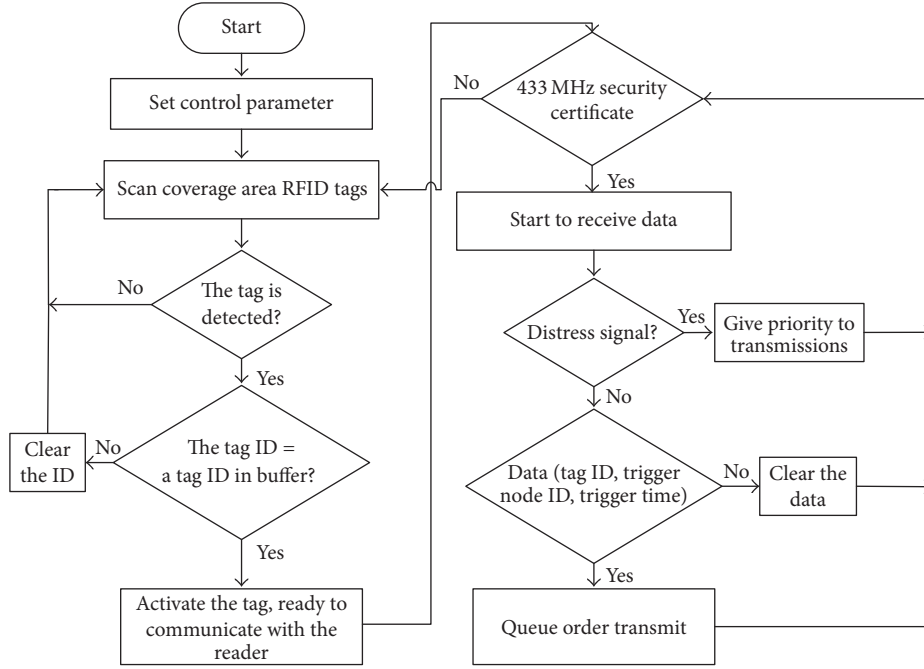 Start
Set control parameter
Scan coverage area RFID tags
No
The tag is
detected?
Yes
Clear
the ID
No
The tag ID =
a tag ID in buffer?
Yes
Activate the tag, ready to
communicate with the
reader
No
433 MHz security
certificate
Yes
Start to receive data
Distress signal?
Yes
Give priority to
transmissions
No
Data (tag ID, trigger
node ID, trigger time)
No
Clear the
data
Yes
Queue order transmit